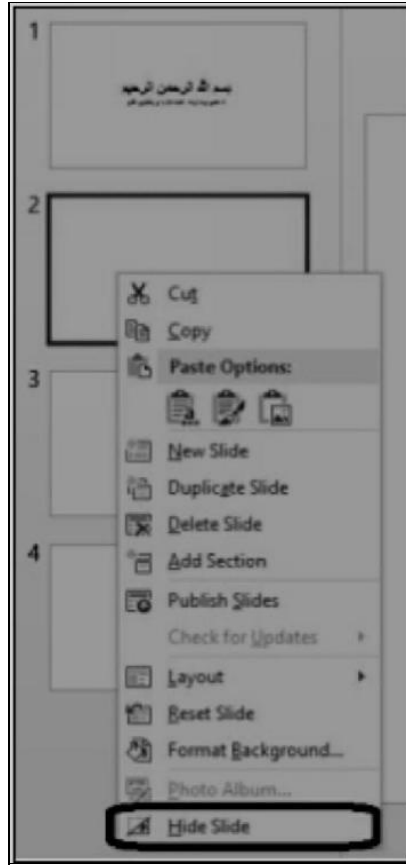 1
بسم الله الرحمن الرحيم
2
Cut
Copy
Paste Options:
3
New Slide
Duplicate Slide
Delete Slide
4
Add Section
Publish Slides
Check for Updates
Layout
Reset Slide
Format Background...
Photo Album...
Hide Slide